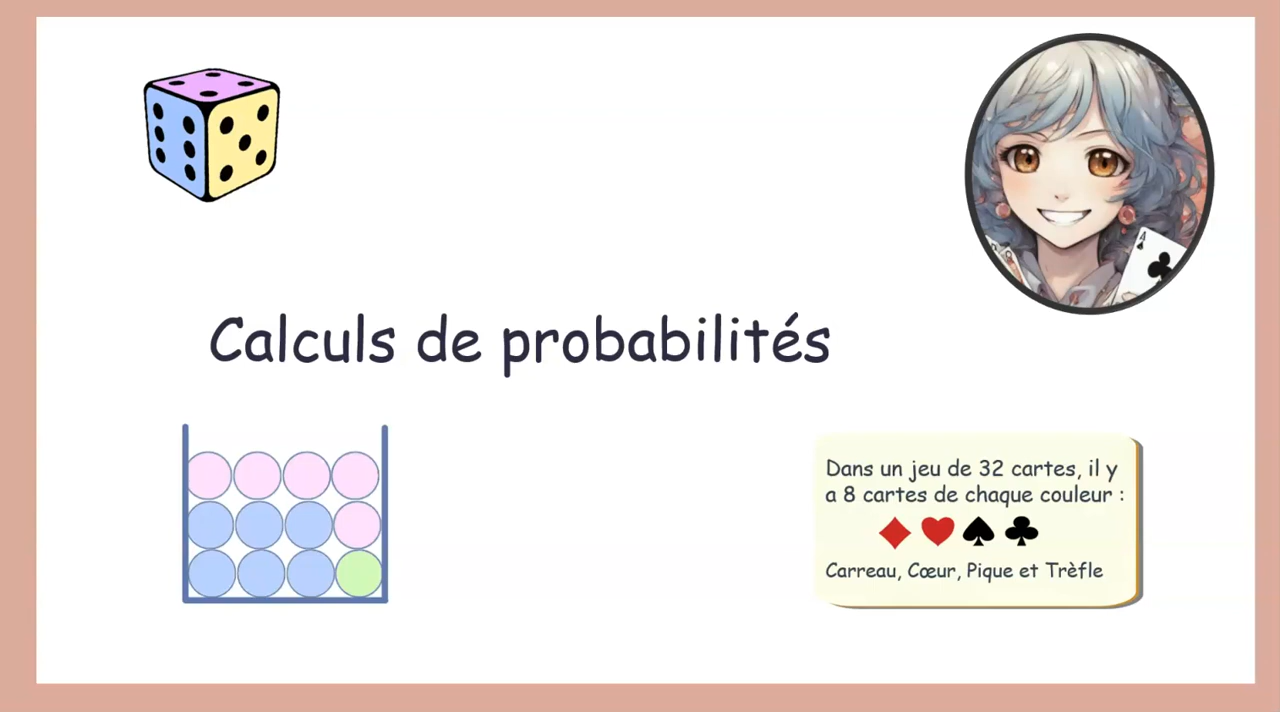 A
Calculs de probabilités
Dans un jeu de 32 cartes, il y
a 8 cartes de chaque couleur :
Carreau, Cœur, Pique et Trèfle